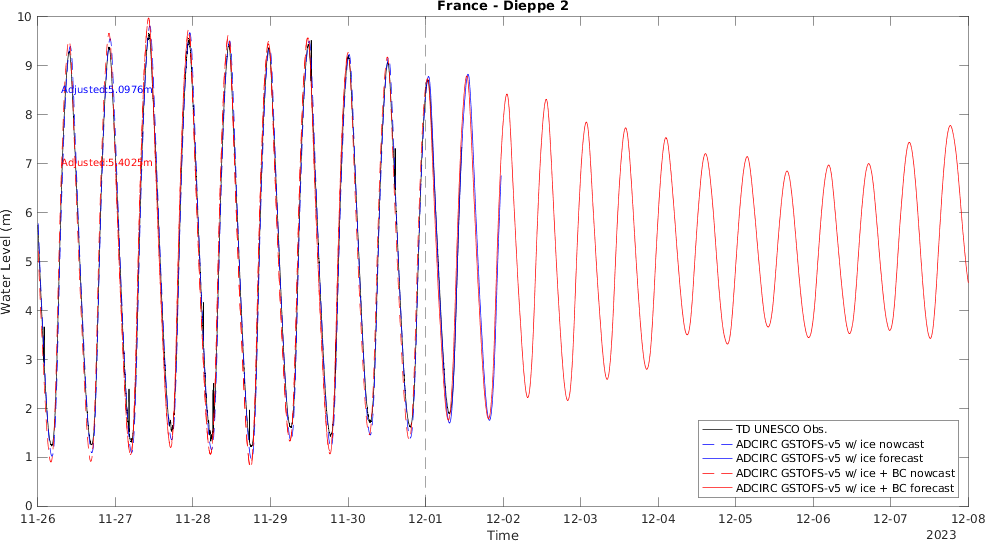 France - Dieppe 2
Water Level (m)
10
9
8
7
6
5
4
3
2
1
0
Adjusted:5.0976m
Adjusted:5.4025m
TD UNESCO Obs.
ADCIRC GSTOFS-v5 w/ ice nowcast
ADCIRC GSTOFS-v5 w/ ice forecast
ADCIRC GSTOFS-v5 w/ ice + BC nowcast
ADCIRC GSTOFS-v5 w/ ice + BC forecast
11-26 11-27 11-28 11-29 11-30 12-01 12-02 12-03 12-04 12-05 12-06 12-07 12-08
Time
2023